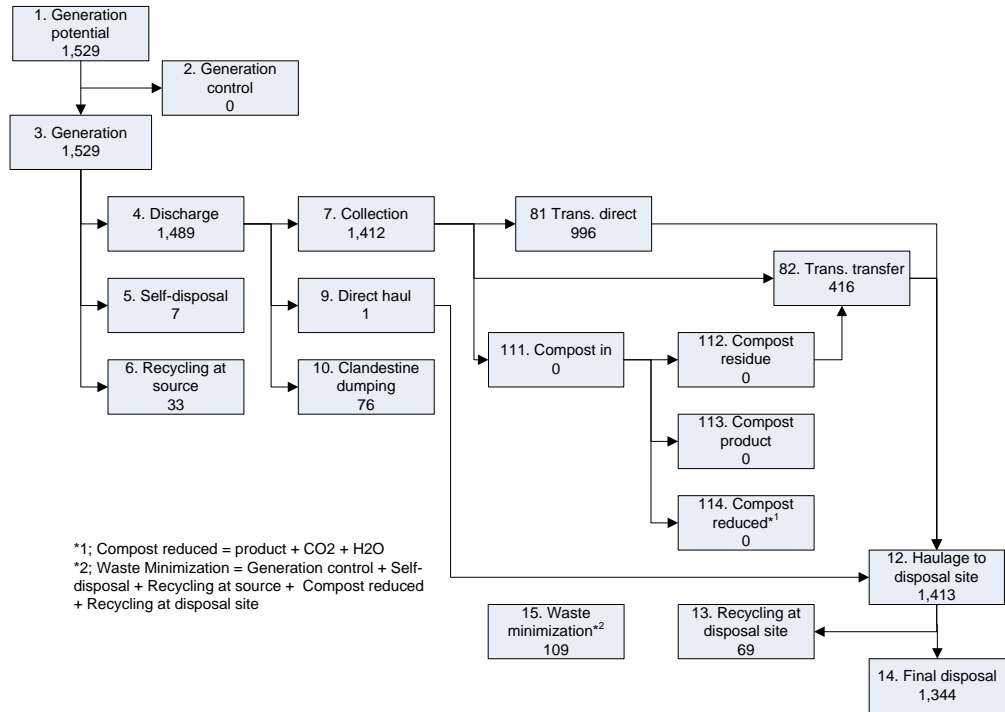 1. Generation
potential
1,529
2. Generation
control
0
3. Generation
1,529
4. Discharge
1,489
7. Collection
1,412
81 Trans. direct
996
82. Trans. transfer
416
5. Self-disposal
7
9. Direct haul
1
111. Compost in
0
112. Compost
residue
0
6. Recycling at
source
33
10. Clandestine
dumping
76
113. Compost
product
0
114. Compost
reduced*1
0
*1; Compost reduced = product + CO2 + H2O
*2; Waste Minimization = Generation control + Self-
disposal + Recycling at source + Compost reduced
+ Recycling at disposal site
12. Haulage to
disposal site
1,413
15. Waste
minimization*2
109
13. Recycling at
disposal site
69
14. Final disposal
1,344